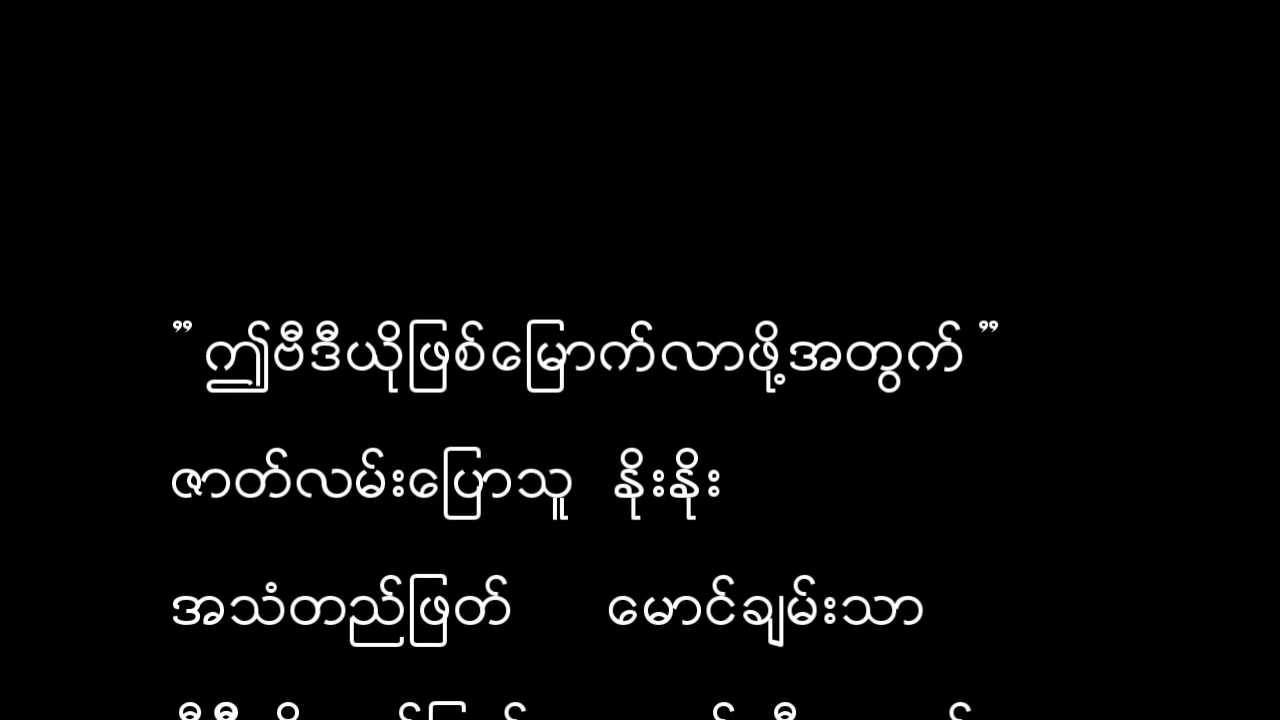 ” ဤဗီဒီယိုဖြစ်မြောက်လာဖို့အတွက် ”
ဇာတ်လမ်းပြောသူ နိုးနိုး
အသံတည်ဖြတ် မောင်ချမ်းသာ